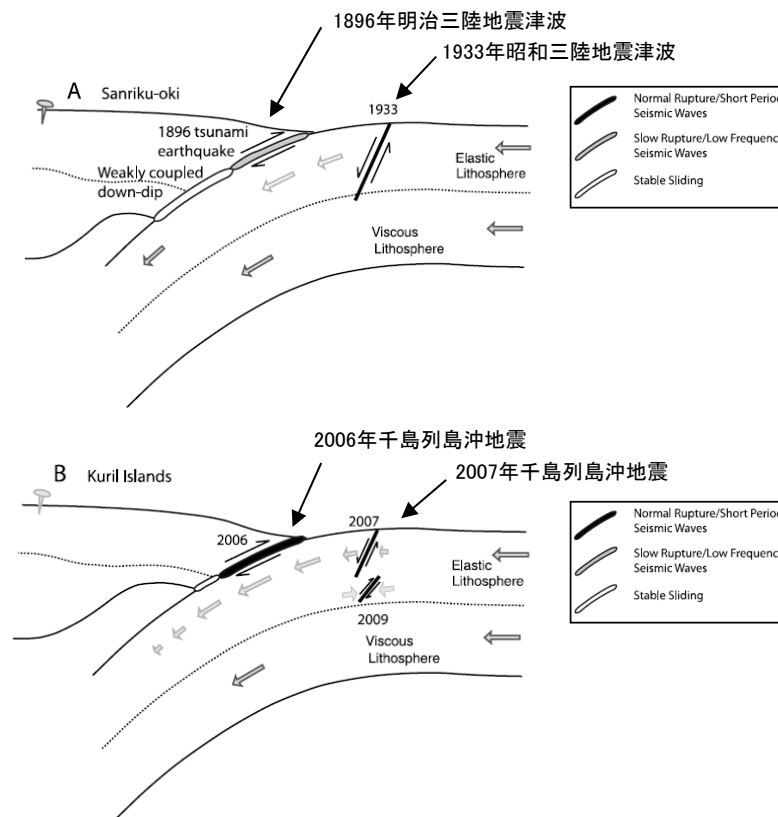 1896年明治三陸地震津波
1933年昭和三陸地震津波
A Sanriku-oki
1933
1896 tsunami
earthquake
Weakly coupled
down-dip
Elastic
Lithosphere
Viscous
Lithosphere
Normal Rupture/Short Period
Seismic Waves
Slow Rupture/Low Frequency
Seismic Waves
Stable Sliding
2006年千島列島沖地震
2007年千島列島沖地震
B Kuril Islands
2006
2007
Elastic
Lithosphere
2009
Viscous
Lithosphere
Normal Rupture/Short Period
Seismic Waves
Slow Rupture/Low Frequency
Seismic Waves
Stable Sliding